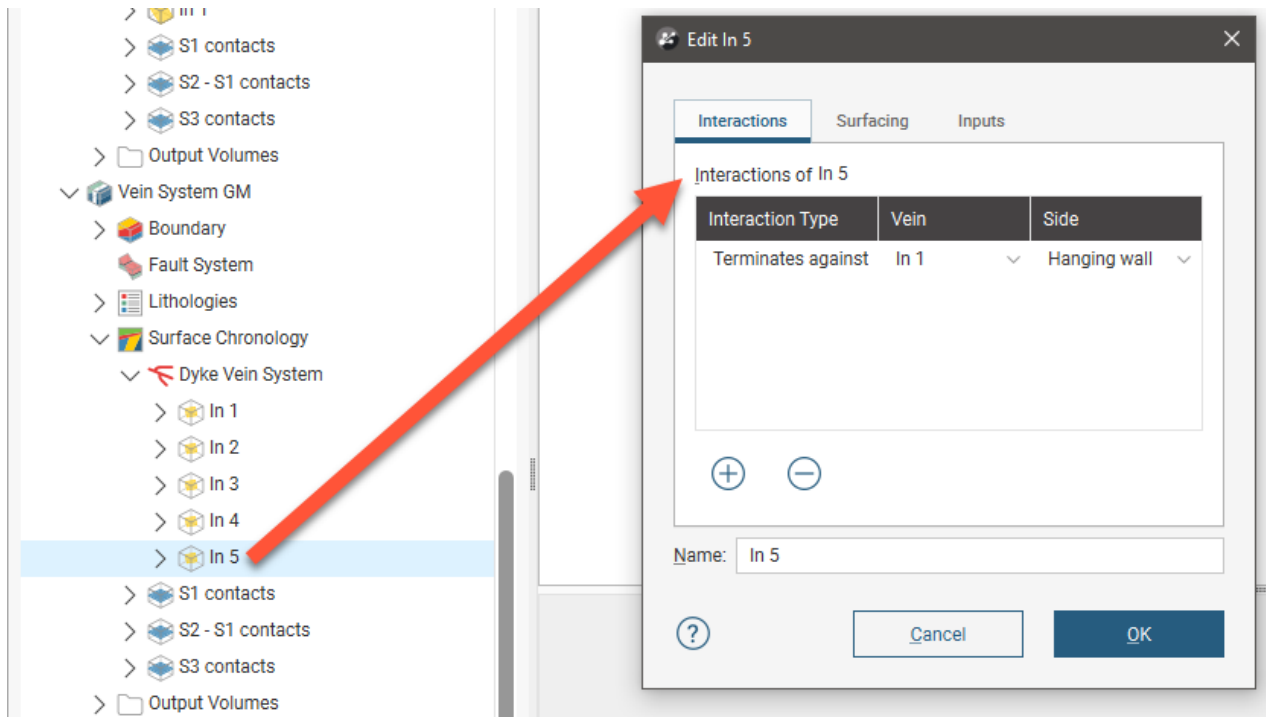 In 1
S1 contacts
S2 - S1 contacts
S3 contacts
Output Volumes
Vein System GM
Boundary
Fault System
Lithologies
Surface Chronology
Dyke Vein System
In 1
In 2
In 3
In 4
In 5
S1 contacts
S2 - S1 contacts
S3 contacts
Output Volumes
Edit In 5
Interactions Surfacing Inputs
Interactions of In 5
Interaction Type Vein Side
Terminates against In 1 Hanging wall
Name: In 5
? Cancel OK